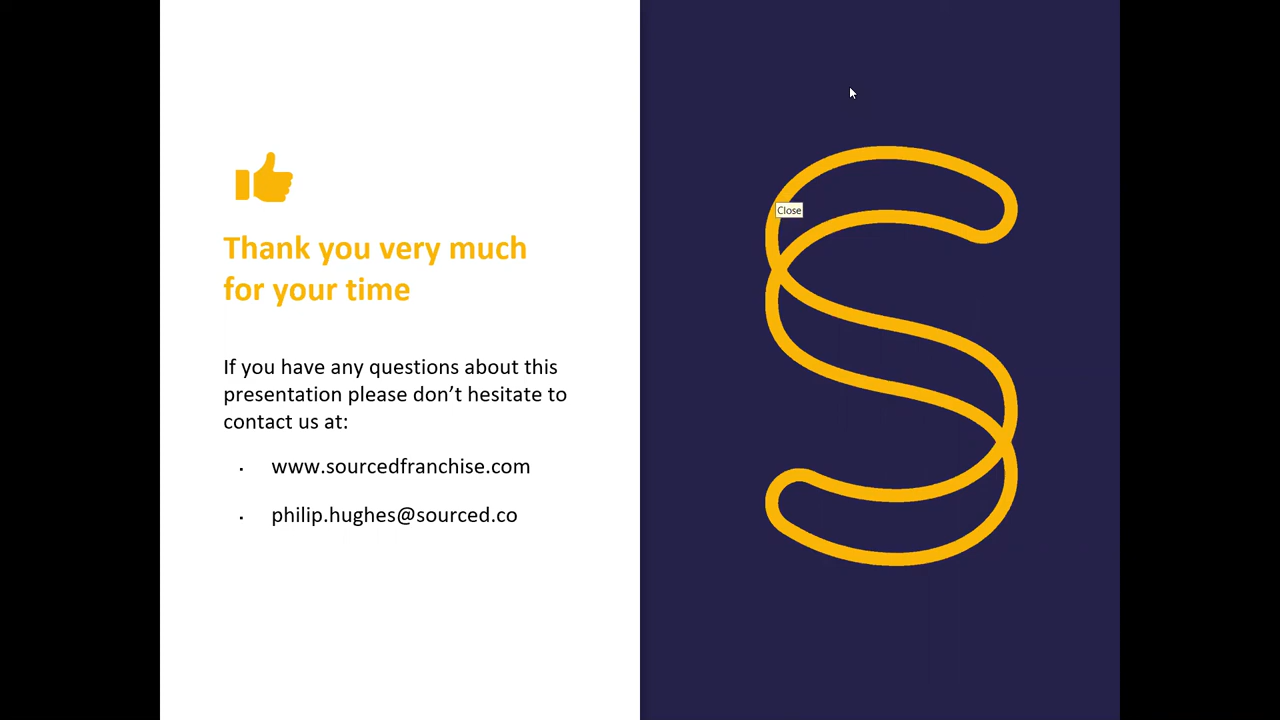 Thank you very much
for your time
If you have any questions about this
presentation please don’t hesitate to
contact us at:
www.sourcedfranchise.com
philip.hughes@sourced.co
Close